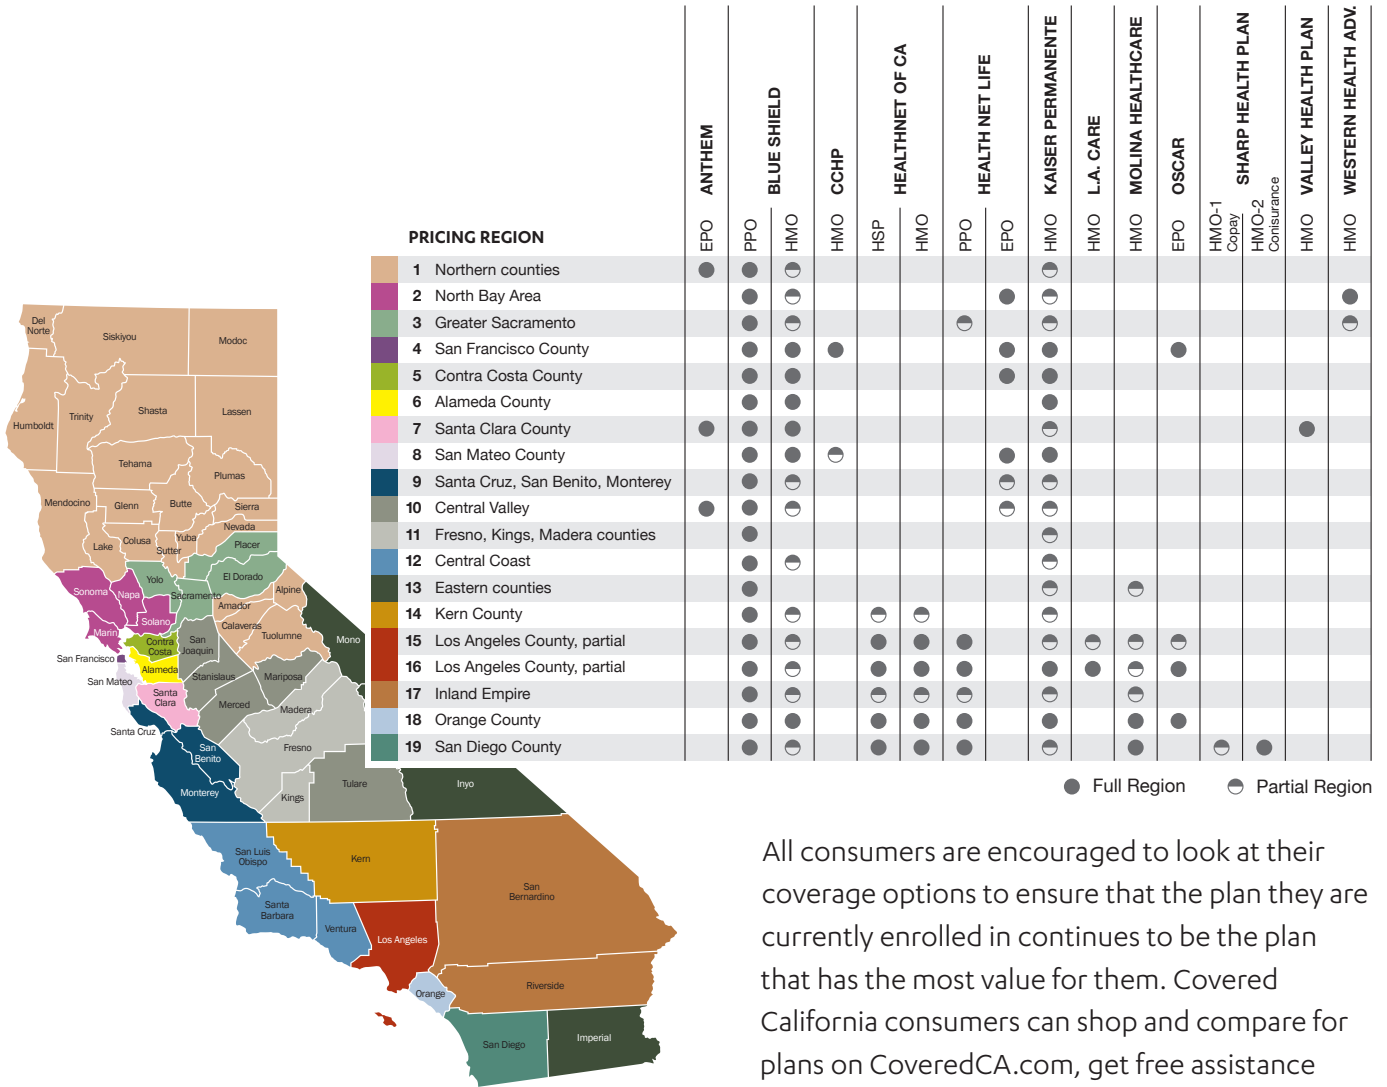 ANTHEM
BLUE SHIELD
CCHP
HEALTHNET OF CA
HEALTH NET LIFE
KAISER PERMANENTE
L.A. CARE
MOLINA HEALTHCARE
OSCAR
SHARP HEALTH PLAN
VALLEY HEALTH PLAN
WESTERN HEALTH ADV.
PRICING REGION
EPO
PPO
HMO
HMO
HSP
HMO
PPO
EPO
HMO
HMO
HMO
EPO
HMO-1
Copay
HMO-2
Conisurance
HMO
HMO
1 Northern counties
2 North Bay Area
3 Greater Sacramento
4 San Francisco County
5 Contra Costa County
6 Alameda County
7 Santa Clara County
8 San Mateo County
9 Santa Cruz, San Benito, Monterey
10 Central Valley
11 Fresno, Kings, Madera counties
12 Central Coast
13 Eastern counties
14 Kern County
15 Los Angeles County, partial
16 Los Angeles County, partial
17 Inland Empire
18 Orange County
19 San Diego County
Full Region
Partial Region
Del
Norte
Siskiyou
Modoc
Humboldt
Trinity
Shasta
Lassen
Tehama
Plumas
Mendocino
Glenn
Butte
Sierra
Nevada
Lake
Colusa
Yuba
Sutter
Placer
Yolo
El Dorado
Sonoma
Napa
Sacramento
Alpine
Amador
Solano
Calaveras
Marin
Contra
Costa
San
Joaquin
Tuolumne
Mono
San Francisco
Alameda
Stanislaus
Mariposa
San Mateo
Santa
Clara
Merced
Madera
Santa Cruz
San
Benito
Fresno
Monterey
Kings
Tulare
Inyo
San Luis
Obispo
Kern
San
Bernardino
Santa
Barbara
Ventura
Los Angeles
Orange
Riverside
San Diego
Imperial
All consumers are encouraged to look at their
coverage options to ensure that the plan they are
currently enrolled in continues to be the plan
that has the most value for them. Covered
California consumers can shop and compare for
plans on CoveredCA.com, get free assistance